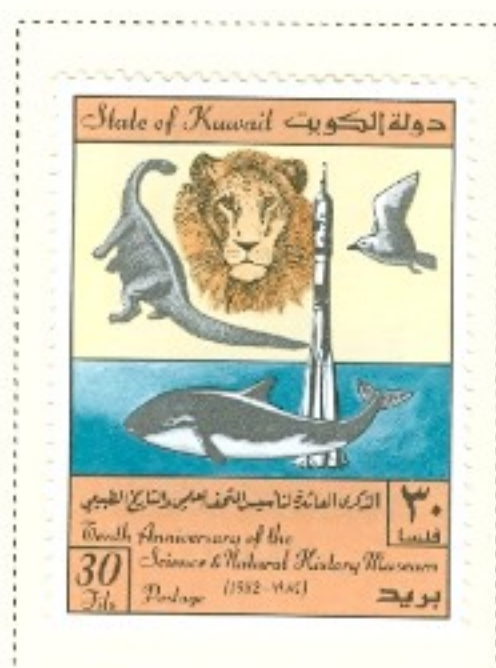 State of Kuwait دولة الكويت
الذكرى العاشرة لتأسيس المتحف العلمي والتاريخ الطبيعي
٣٠ فلسا
Tenth Anniversary of the
Science & Natural History Museum
30 Fils
Postage (1982-١٩٨٢) بريد